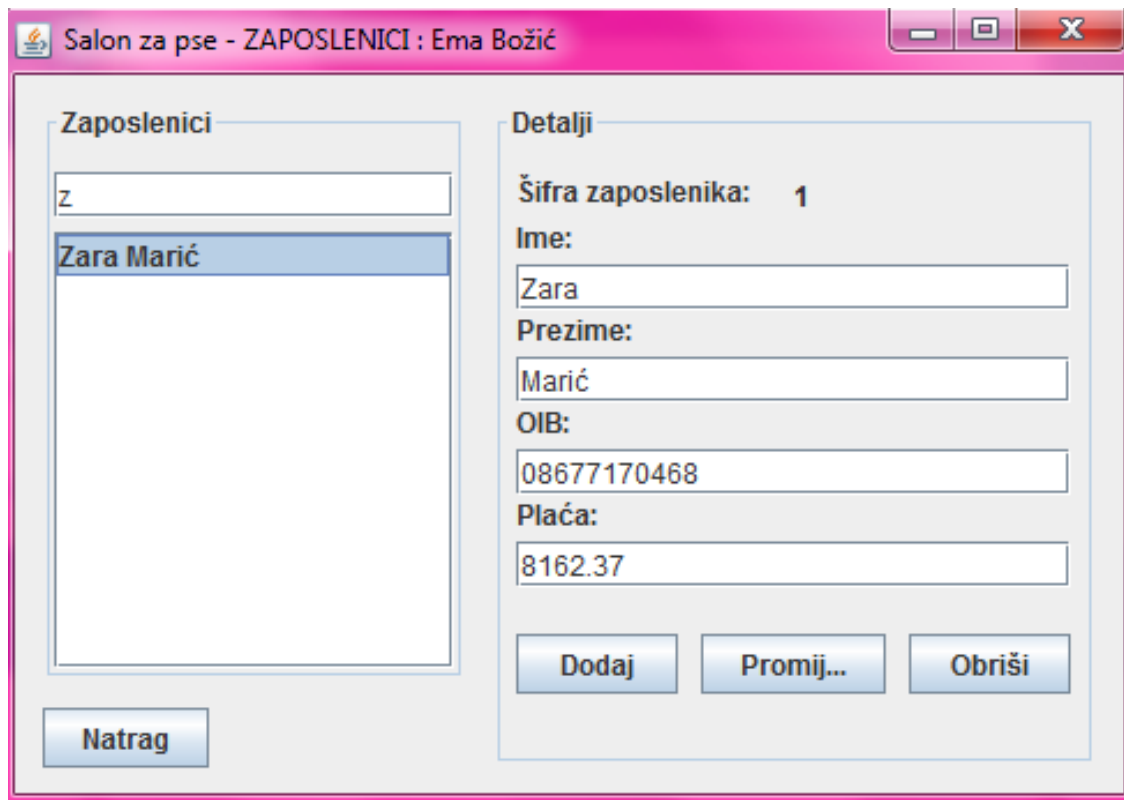 Salon za pse - ZAPOSLENICI : Ema Božić
Zaposlenici
z
Zara Marić
Natrag
Detalji
Šifra zaposlenika: 1
Ime:
Zara
Prezime:
Marić
OIB:
08677170468
Plaća:
8162.37
Dodaj Promij... Obriši